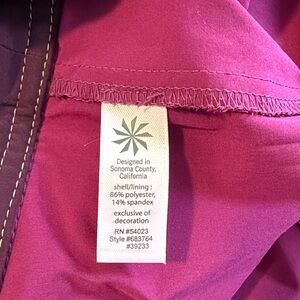 Designed in
Sonoma County,
California
shell/lining :
86% polyester,
14% spandex
exclusive of
decoration
RN #54023
Style #683764
#39233